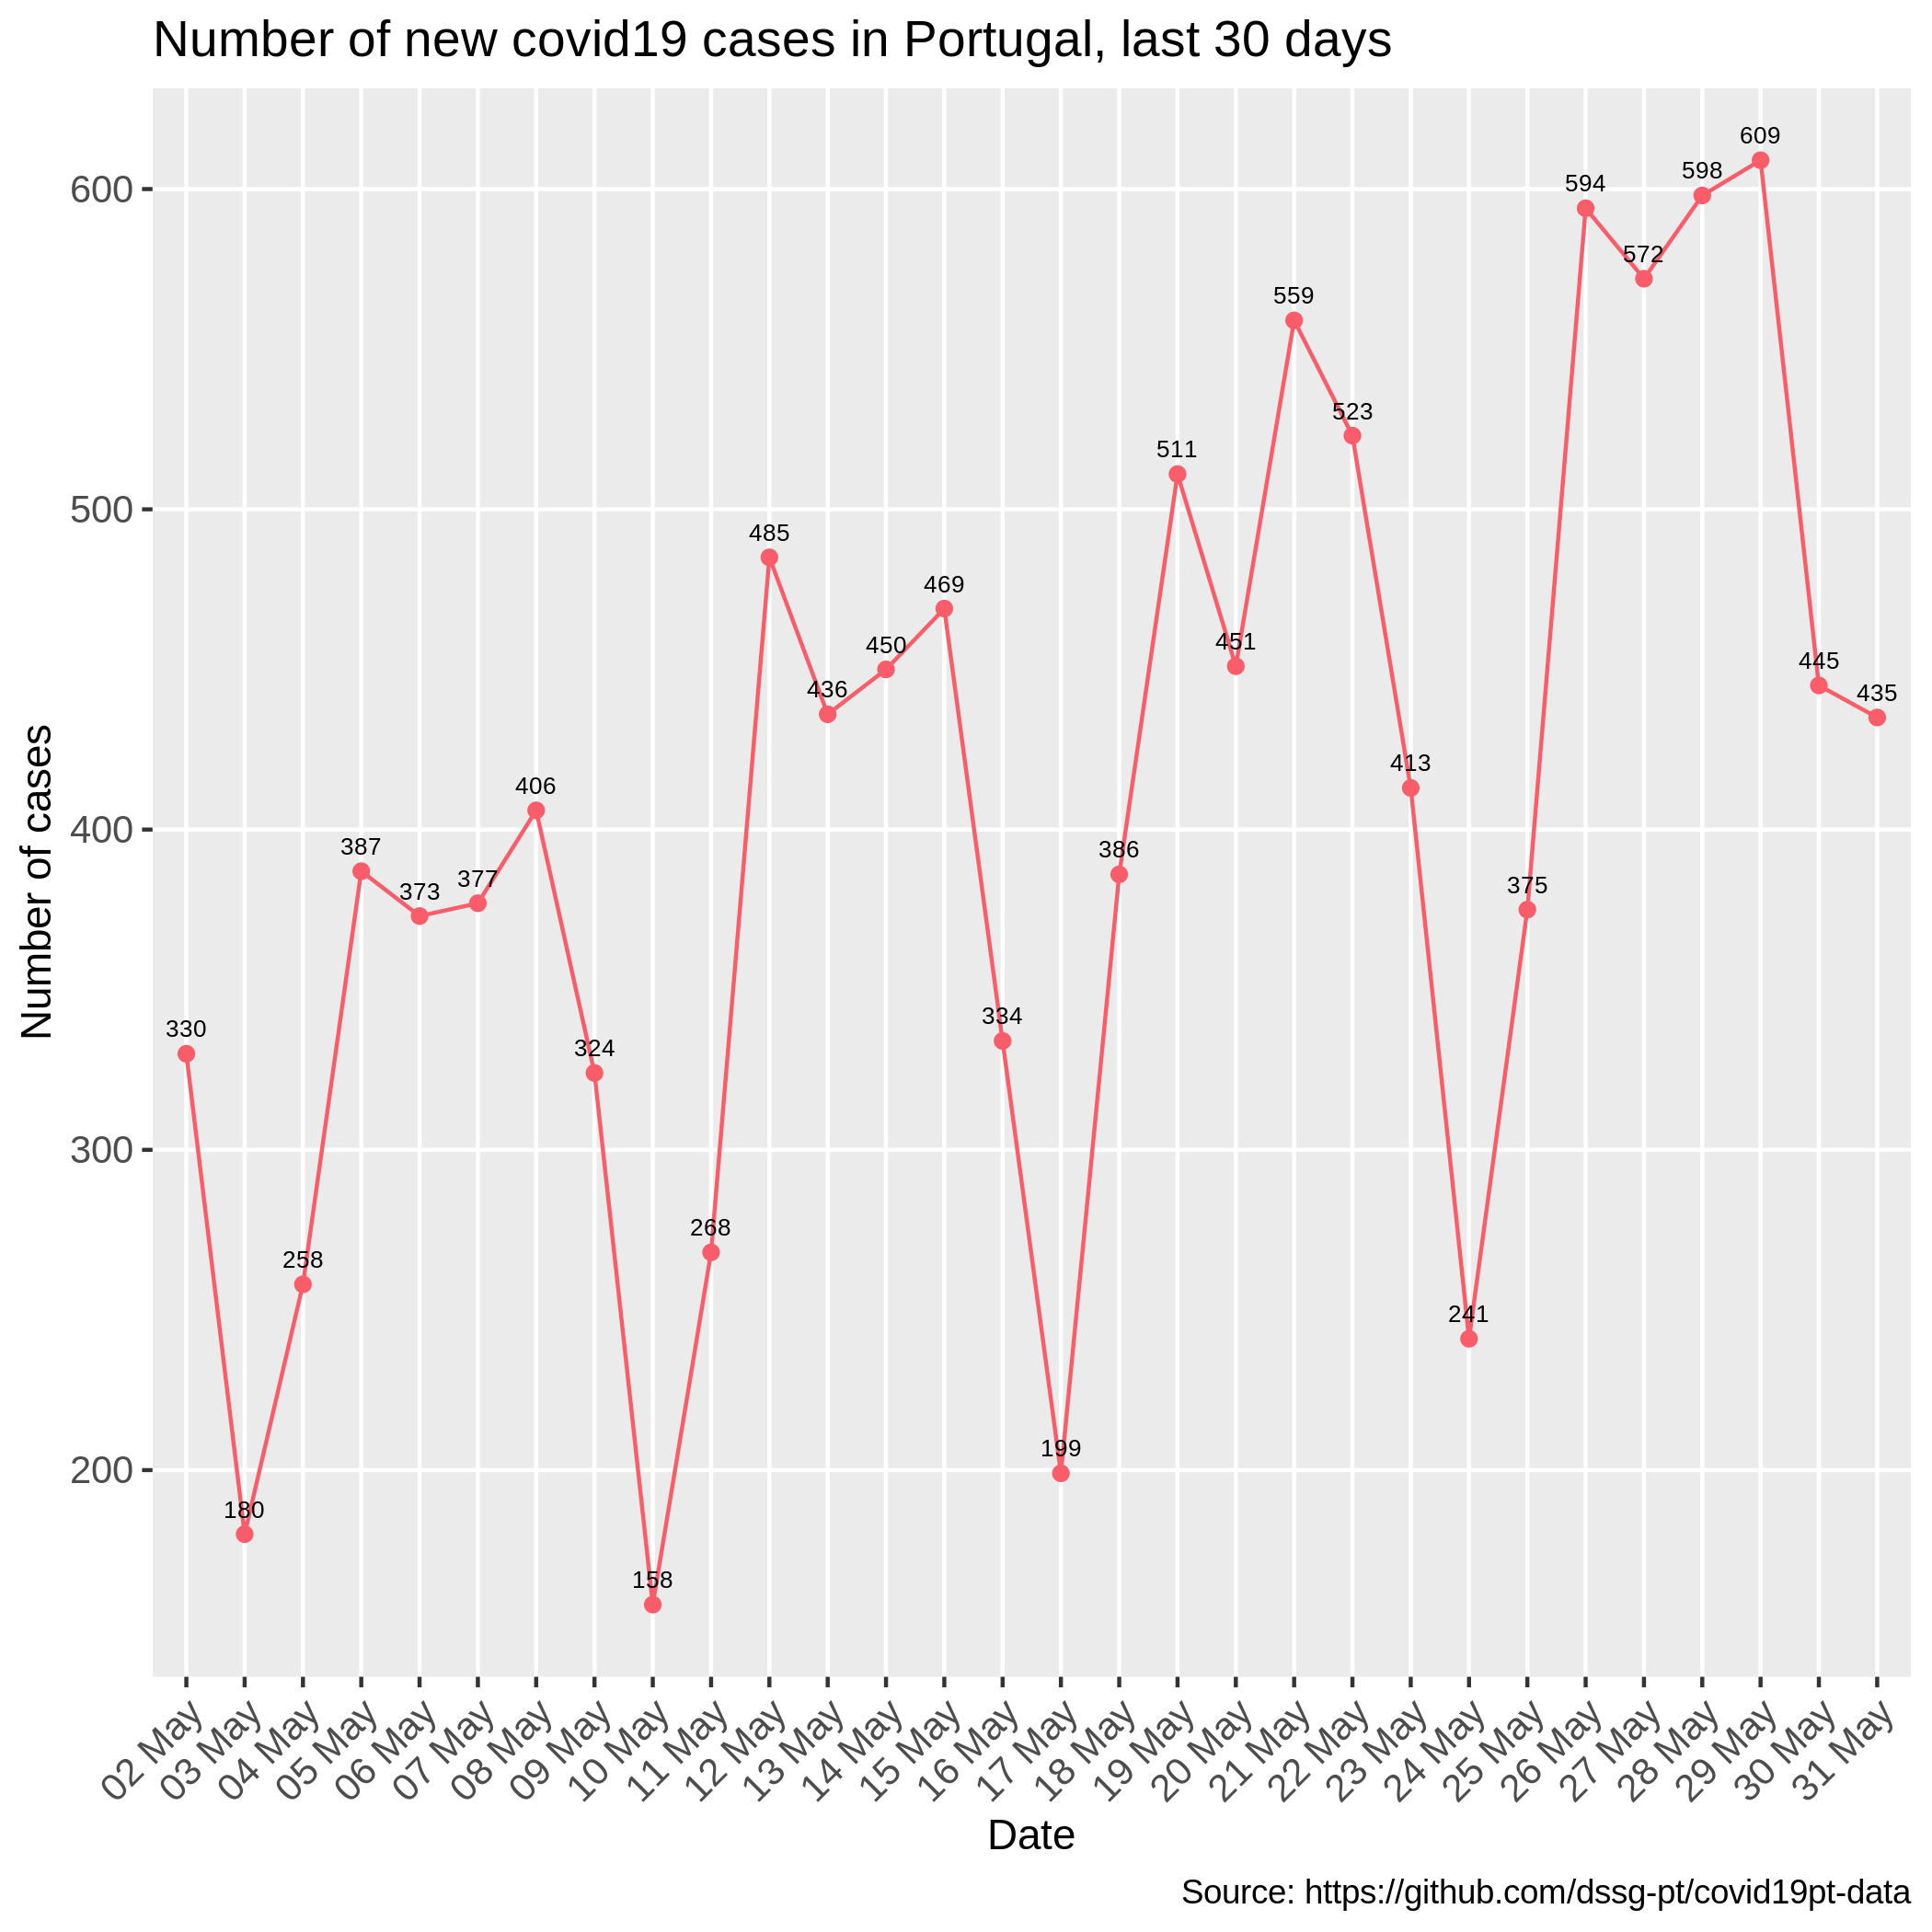 Number of new covid19 cases in Portugal, last 30 days
Number of cases
600
500
400
300
200
330
180
258
387
373
377
406
324
158
268
485
436
450
469
334
199
386
511
451
559
523
413
241
375
594
572
598
609
445
435
02 May
03 May
04 May
05 May
06 May
07 May
08 May
09 May
10 May
11 May
12 May
13 May
14 May
15 May
16 May
17 May
18 May
19 May
20 May
21 May
22 May
23 May
24 May
25 May
26 May
27 May
28 May
29 May
30 May
31 May
Date
Source: https://github.com/dssg-pt/covid19pt-data